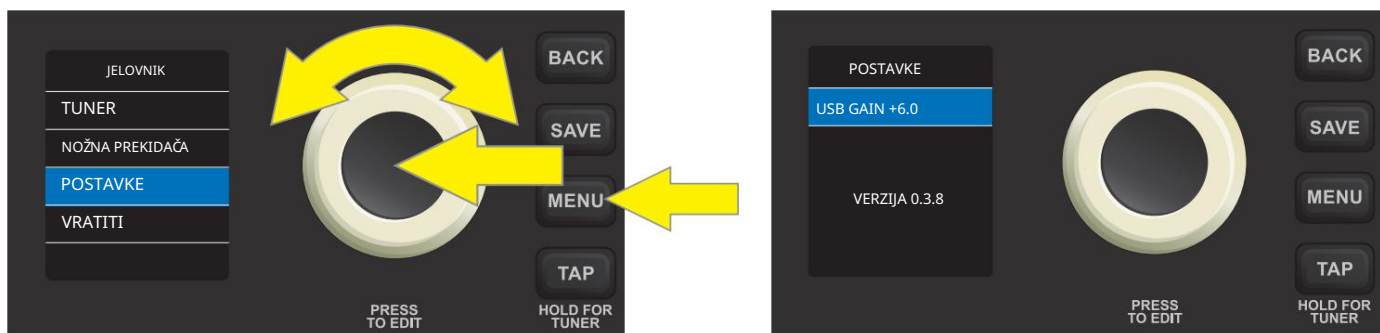 JELOVNIK
TUNER
NOŽNA PREKIDAČA
POSTAVKE
VRATITI
BACK
SAVE
MENU
TAP
PRESS
TO EDIT
HOLD FOR
TUNER
POSTAVKE
USB GAIN +6.0
VERZIJA 0.3.8
BACK
SAVE
MENU
TAP
PRESS
TO EDIT
HOLD FOR
TUNER